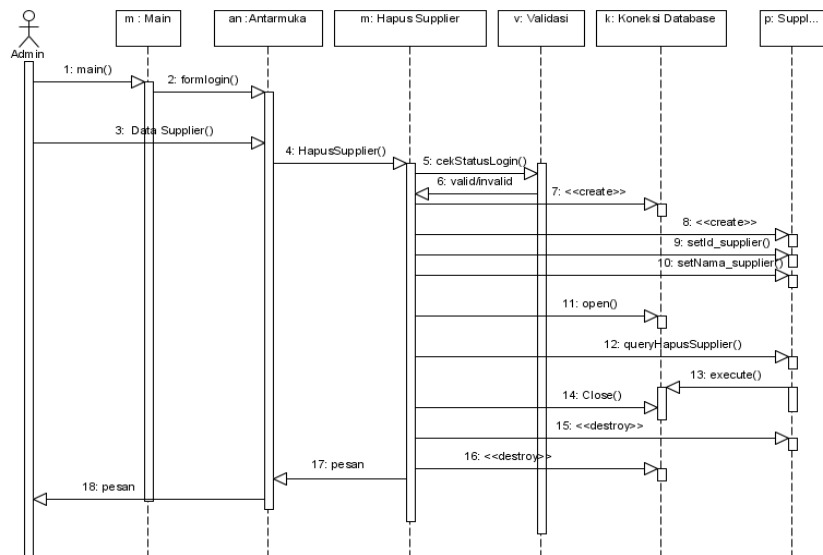 m : Main
an :Antarmuka
m: Hapus Supplier
v: Validasi
k: Koneksi Database
p: Suppl...
Admin
1: main()
2: formlogin()
3: Data Supplier()
4: HapusSupplier()
5: cekStatusLogin()
6: valid/invalid
7: <<create>>
8: <<create>>
9: setId_supplier()
10: setNama_supplier()
11: open()
12: queryHapusSupplier()
13: execute()
14: Close()
15: <<destroy>>
16: <<destroy>>
17: pesan
18: pesan